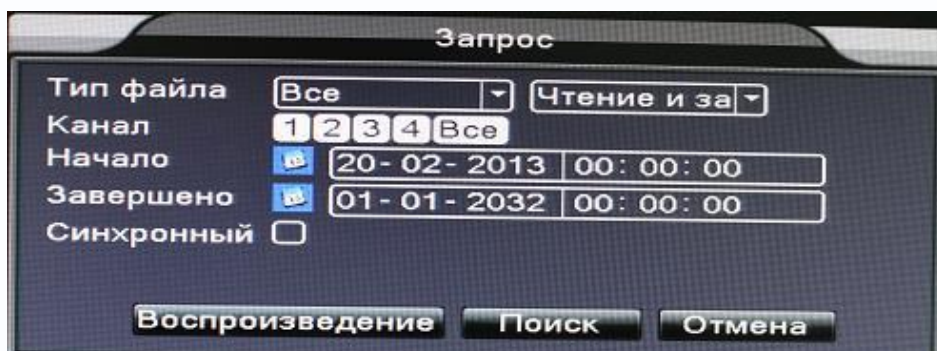 Запрос
Тип файла Все Чтение и за
Канал 1 2 3 4 Все
Начало 20-02-2013 00:00:00
Завершено 01-01-2032 00:00:00
Синхронный
Воспроизведение Поиск Отмена